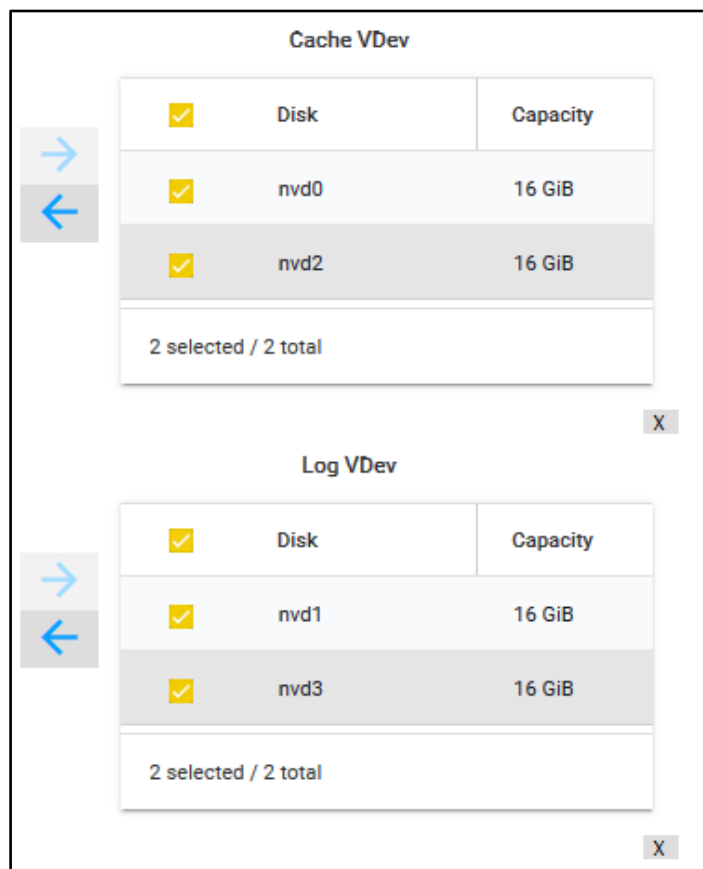 Cache VDev
Disk Capacity
nvd0 16 GiB
nvd2 16 GiB
2 selected / 2 total
X
Log VDev
Disk Capacity
nvd1 16 GiB
nvd3 16 GiB
2 selected / 2 total
X